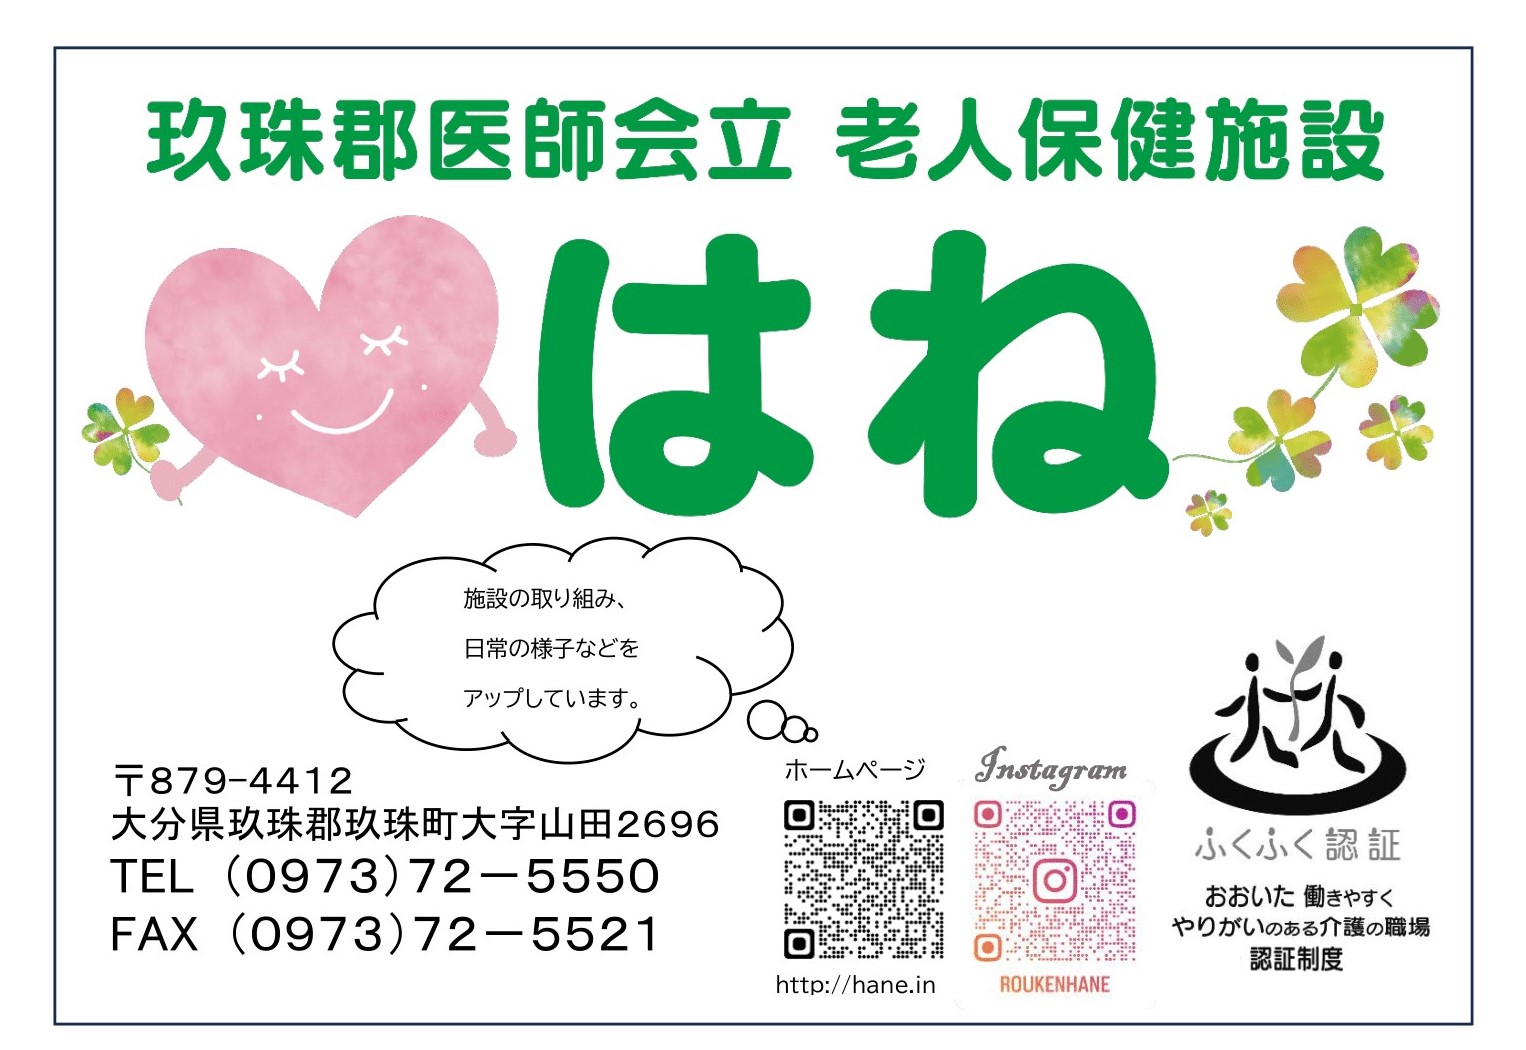 玖珠郡医師会立 老人保健施設
はね
施設の取り組み、
日常の様子などを
アップしています。
〒879-4412
大分県玖珠郡玖珠町大字山田2696
TEL (0973)72－5550
FAX (0973)72－5521
ホームページ
http://hane.in
Instagram
ROUKENHANE
ふくふく認証
おおいた 働きやすく
やりがいのある介護の職場
認証制度